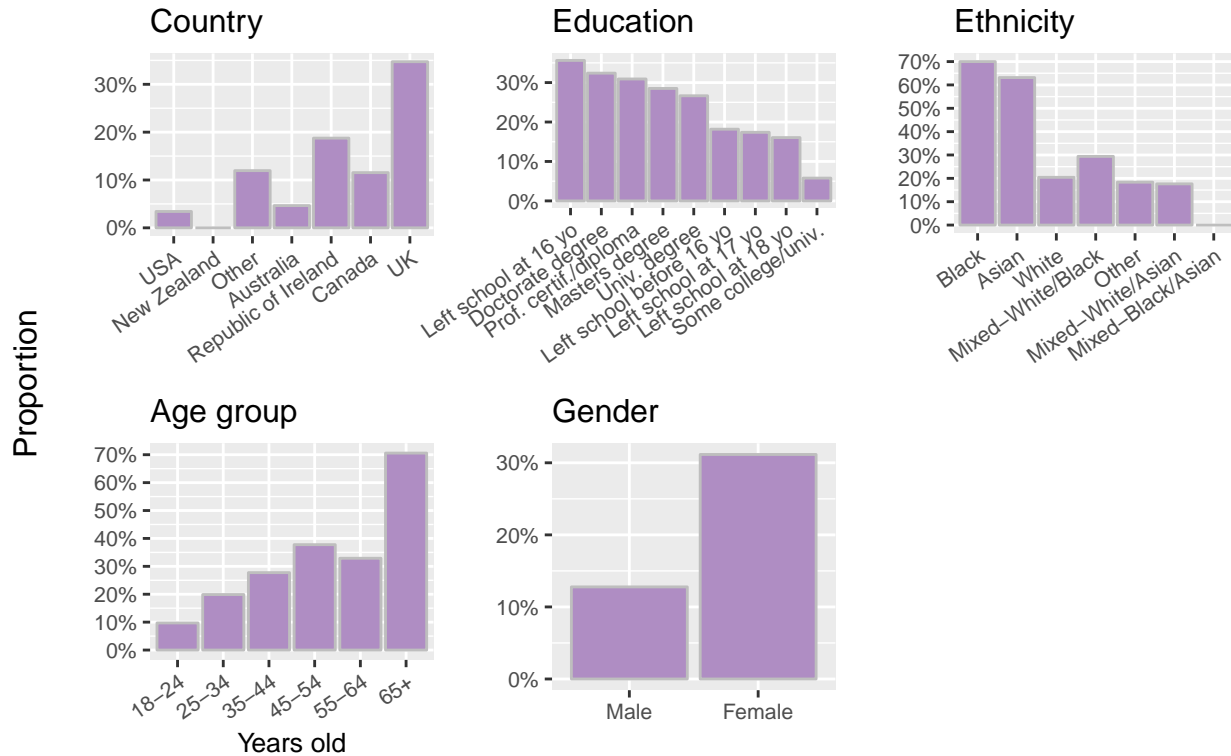 Country
30%
20%
10%
0%
USA
New Zealand
Other
Australia
Republic of Ireland
Canada
UK
Education
30%
20%
10%
0%
Left school at 16 yo
Doctorate degree
Prof. certif./diploma
Masters degree
Univ. degree
Left school before 16 yo
Left school at 17 yo
Left school at 18 yo
Some college/univ.
Ethnicity
70%
60%
50%
40%
30%
20%
10%
0%
Black
Asian
White
Mixed−White/Black
Other
Mixed−White/Asian
Mixed−Black/Asian
Proportion
Age group
70%
60%
50%
40%
30%
20%
10%
0%
18−24
25−34
35−44
45−54
55−64
65+
Years old
Gender
30%
20%
10%
0%
Male
Female